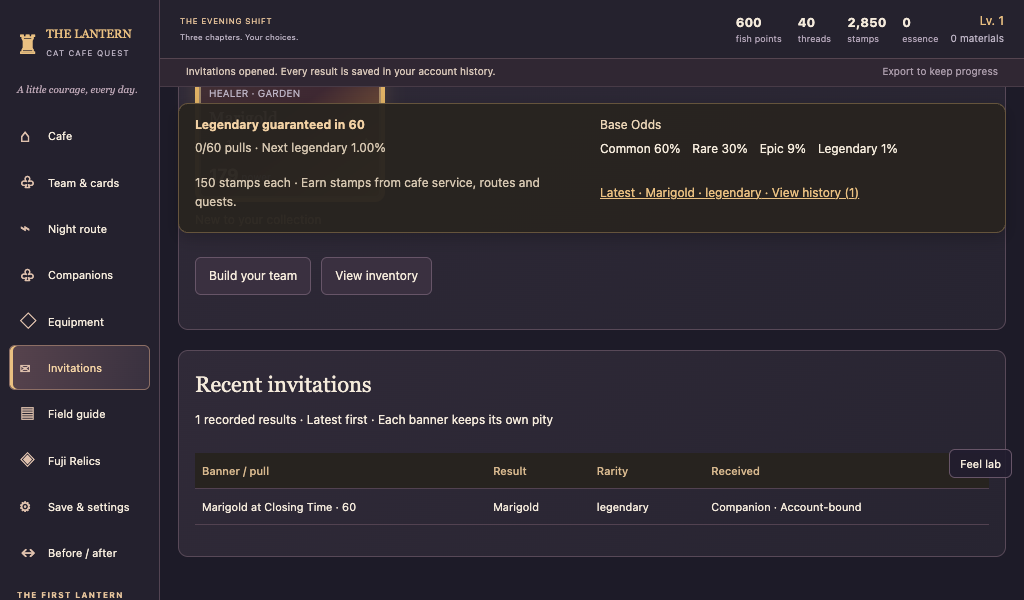 THE LANTERN
CAT CAFE QUEST
A little courage, every day.
Cafe
Team & cards
Night route
Companions
Equipment
Invitations
Field guide
Fuji Relics
Save & settings
Before / after
THE FIRST LANTERN
THE EVENING SHIFT
Three chapters. Your choices.
600
fish points
40
threads
2,850
stamps
0
essence
Lv. 1
0 materials
Invitations opened. Every result is saved in your account history.
Export to keep progress
HEALER · GARDEN
Legendary guaranteed in 60
0/60 pulls · Next legendary 1.00%
150 stamps each · Earn stamps from cafe service, routes and
quests.
Base Odds
Common 60% Rare 30% Epic 9% Legendary 1%
Latest · Marigold · legendary · View history (1)
New to your collection
Build your team
View inventory
Recent invitations
1 recorded results · Latest first · Each banner keeps its own pity
Banner / pull Result Rarity Received
Marigold at Closing Time · 60 Marigold legendary Companion · Account-bound
Feel lab